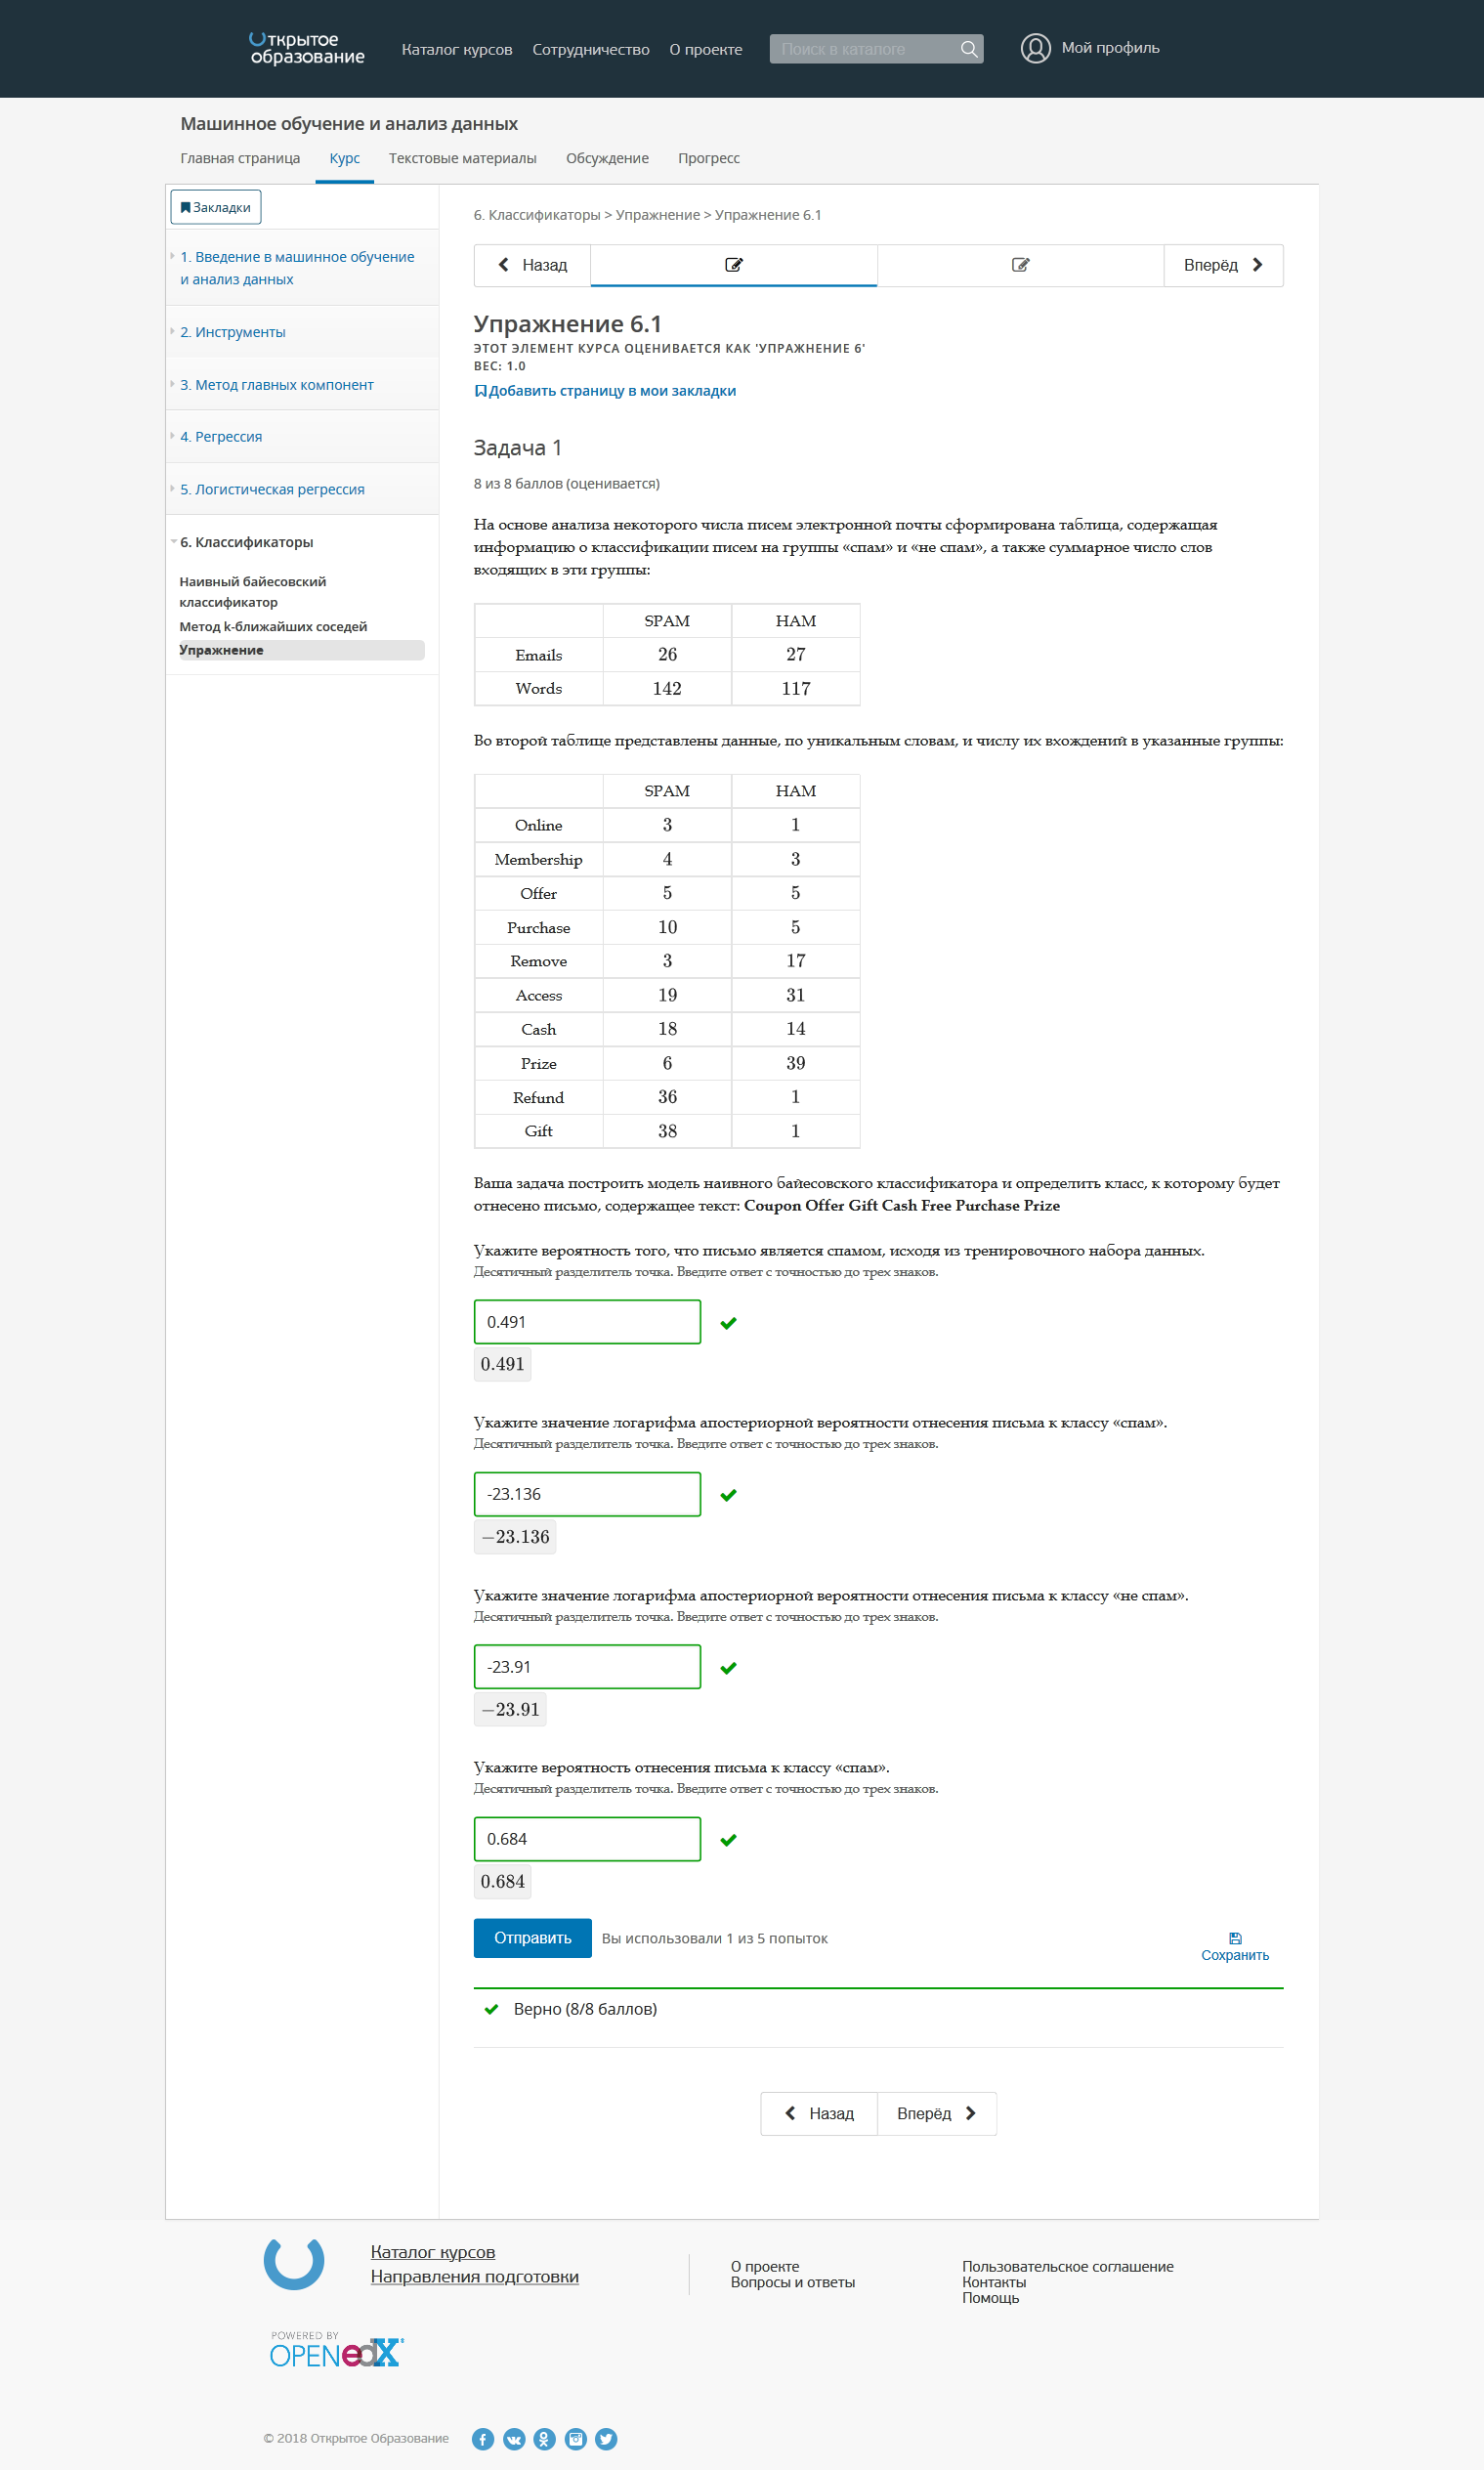 Открытое
образование
Каталог курсов Сотрудничество О проекте Поиск в каталоге Мой профиль
Машинное обучение и анализ данных
Главная страница Курс Текстовые материалы Обсуждение Прогресс
Закладки
1. Введение в машинное обучение
и анализ данных
2. Инструменты
3. Метод главных компонент
4. Регрессия
5. Логистическая регрессия
6. Классификаторы
Наивный байесовский
классификатор
Метод k-ближайших соседей
Упражнение
6. Классификаторы > Упражнение > Упражнение 6.1
Назад Вперёд
Упражнение 6.1
ЭТОТ ЭЛЕМЕНТ КУРСА ОЦЕНИВАЕТСЯ КАК 'УПРАЖНЕНИЕ 6'
ВЕС: 1.0
Добавить страницу в мои закладки
Задача 1
8 из 8 баллов (оценивается)
На основе анализа некоторого числа писем электронной почты сформирована таблица, содержащая
информацию о классификации писем на группы «спам» и «не спам», а также суммарное число слов
входящих в эти группы:
SPAM HAM
Emails 26 27
Words 142 117
Во второй таблице представлены данные, по уникальным словам, и числу их вхождений в указанные группы:
SPAM HAM
Online 3 1
Membership 4 3
Offer 5 5
Purchase 10 5
Remove 3 17
Access 19 31
Cash 18 14
Prize 6 39
Refund 36 1
Gift 38 1
Ваша задача построить модель наивного байесовского классификатора и определить класс, к которому будет
отнесено письмо, содержащее текст: Coupon Offer Gift Cash Free Purchase Prize
Укажите вероятность того, что письмо является спамом, исходя из тренировочного набора данных.
Десятичный разделитель точка. Введите ответ с точностью до трех знаков.
0.491
0.491
Укажите значение логарифма апостериорной вероятности отнесения письма к классу «спам».
Десятичный разделитель точка. Введите ответ с точностью до трех знаков.
-23.136
−23.136
Укажите значение логарифма апостериорной вероятности отнесения письма к классу «не спам».
Десятичный разделитель точка. Введите ответ с точностью до трех знаков.
-23.91
−23.91
Укажите вероятность отнесения письма к классу «спам».
Десятичный разделитель точка. Введите ответ с точностью до трех знаков.
0.684
0.684
Отправить Вы использовали 1 из 5 попыток
Сохранить
Верно (8/8 баллов)
Назад Вперёд
Каталог курсов
Направления подготовки
О проекте
Вопросы и ответы
Пользовательское соглашение
Контакты
Помощь
POWERED BY
OPEN edX
© 2018 Открытое Образование